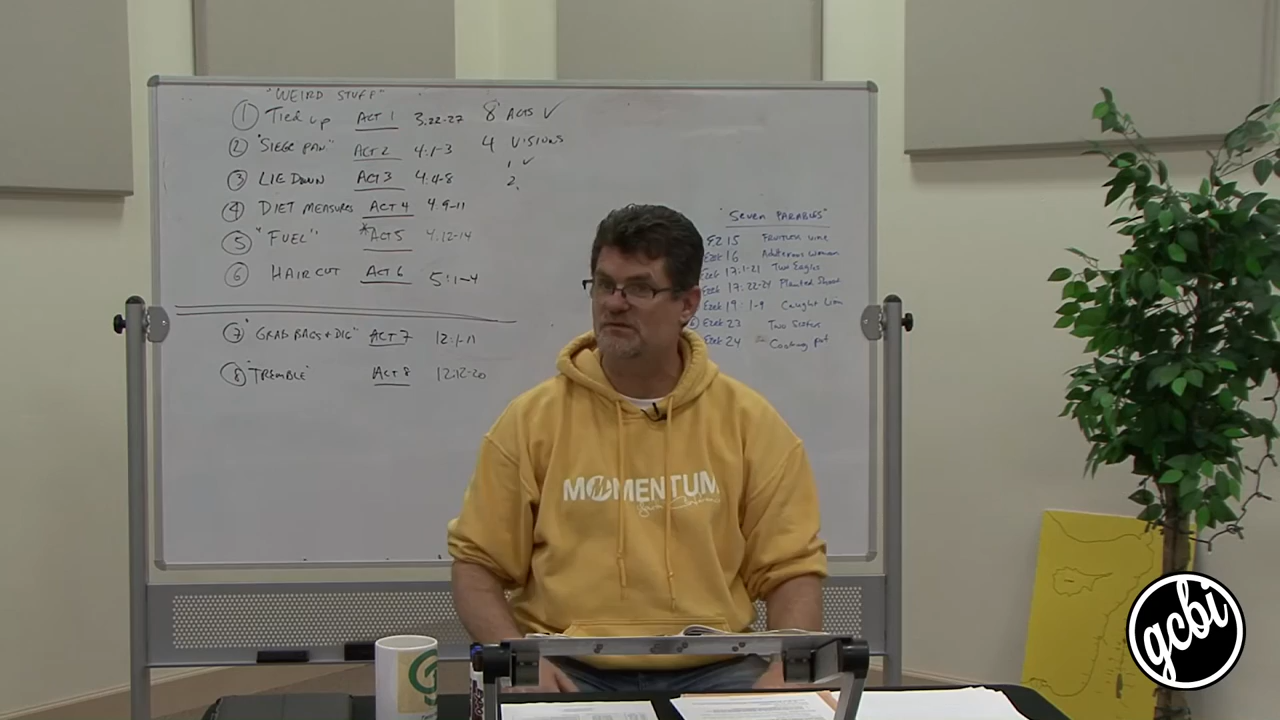 "WEIRD STUFF"
① Tied up ACT 1 3:22-27
② "SIEGE PAN" ACT 2 4:1-3
③ LIE DOWN ACT 3 4:4-8
④ DIET MEASURES ACT 4 4:9-11
⑤ "FUEL" *ACT 5 4:12-14
⑥ HAIRCUT ACT 6 5:1-4
⑦ "GRAB BAGS + DIG" ACT 7 12:1-11
⑧ "TREMBLE" ACT 8 12:12-20
8 ACTS ✓
4 VISIONS
1 ✓
2.
"Seven PARABLES"
EZ 15 FRUITLESS VINE
Ezek 16 Adulterous Woman
Ezek 17:1-21 Two Eagles
Ezek 17:22-24 Planted Shoot
Ezek 19:1-9 Caught Lion
⑥ Ezek 23 Two Sisters
Ezek 24 Cooking pot
MOMENTUM
gcbi